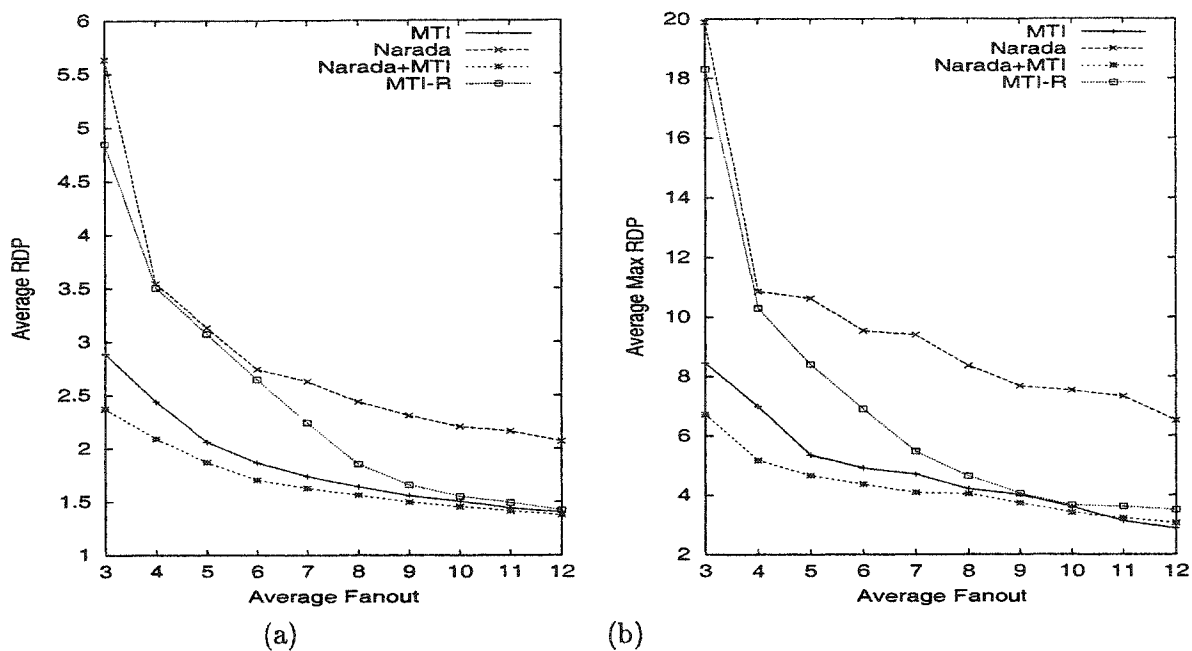 6
5.5
5
4.5
4
3.5
3
2.5
2
1.5
1
Average RDP
MTI
Narada
Narada+MTI
MTI-R
3 4 5 6 7 8 9 10 11 12
Average Fanout
(a)
20
18
16
14
12
10
8
6
4
2
Average Max RDP
MTI
Narada
Narada+MTI
MTI-R
3 4 5 6 7 8 9 10 11 12
Average Fanout
(b)